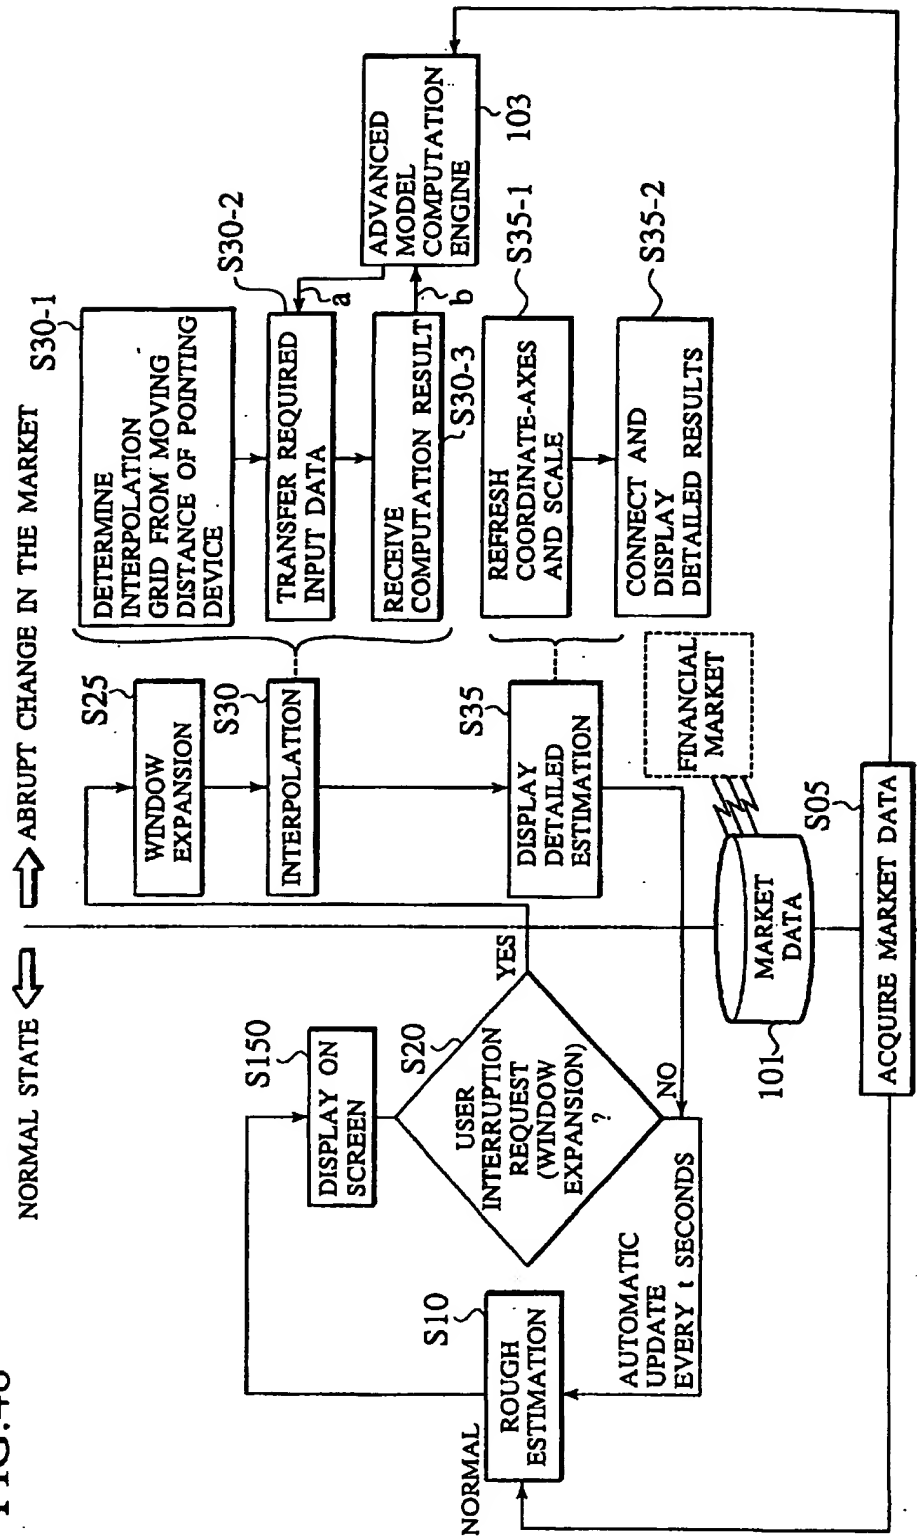 FIG.48
NORMAL STATE
ABRUPT CHANGE IN THE MARKET
NORMAL
S10
ROUGH
ESTIMATION
AUTOMATIC
UPDATE
EVERY t SECONDS
S150
DISPLAY ON
SCREEN
S20
USER
INTERRUPTION
REQUEST
(WINDOW
EXPANSION)
?
YES
NO
S25
WINDOW
EXPANSION
S30
INTERPOLATION
S35
DISPLAY
DETAILED
ESTIMATION
S30-1
DETERMINE
INTERPOLATION
GRID FROM MOVING
DISTANCE OF POINTING
DEVICE
S30-2
TRANSFER REQUIRED
INPUT DATA
RECEIVE
COMPUTATION RESULT
S30-3
a
b
ADVANCED
MODEL
COMPUTATION
ENGINE
103
REFRESH
COORDINATE-AXES
AND SCALE
S35-1
CONNECT AND
DISPLAY
DETAILED RESULTS
S35-2
FINANCIAL
MARKET
MARKET
DATA
101
S05
ACQUIRE MARKET DATA